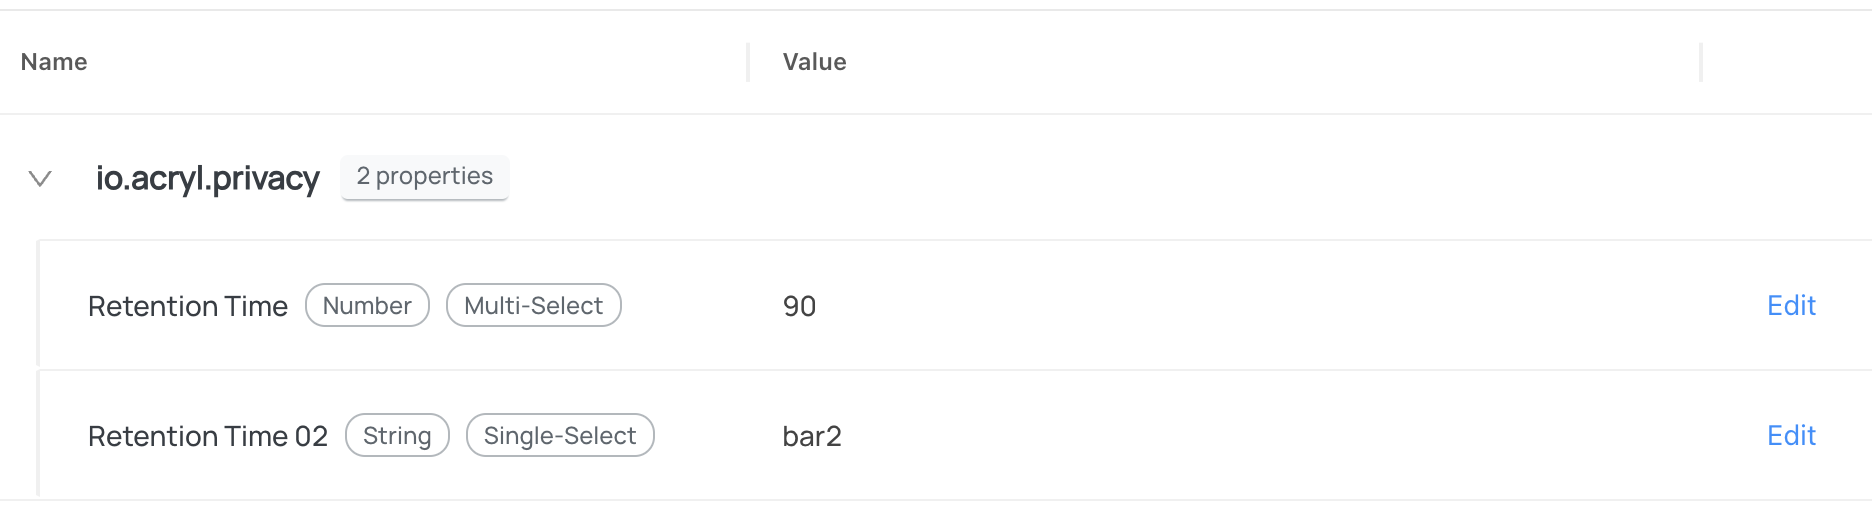 Name Value
io.acryl.privacy 2 properties
Retention Time Number Multi-Select 90 Edit
Retention Time 02 String Single-Select bar2 Edit